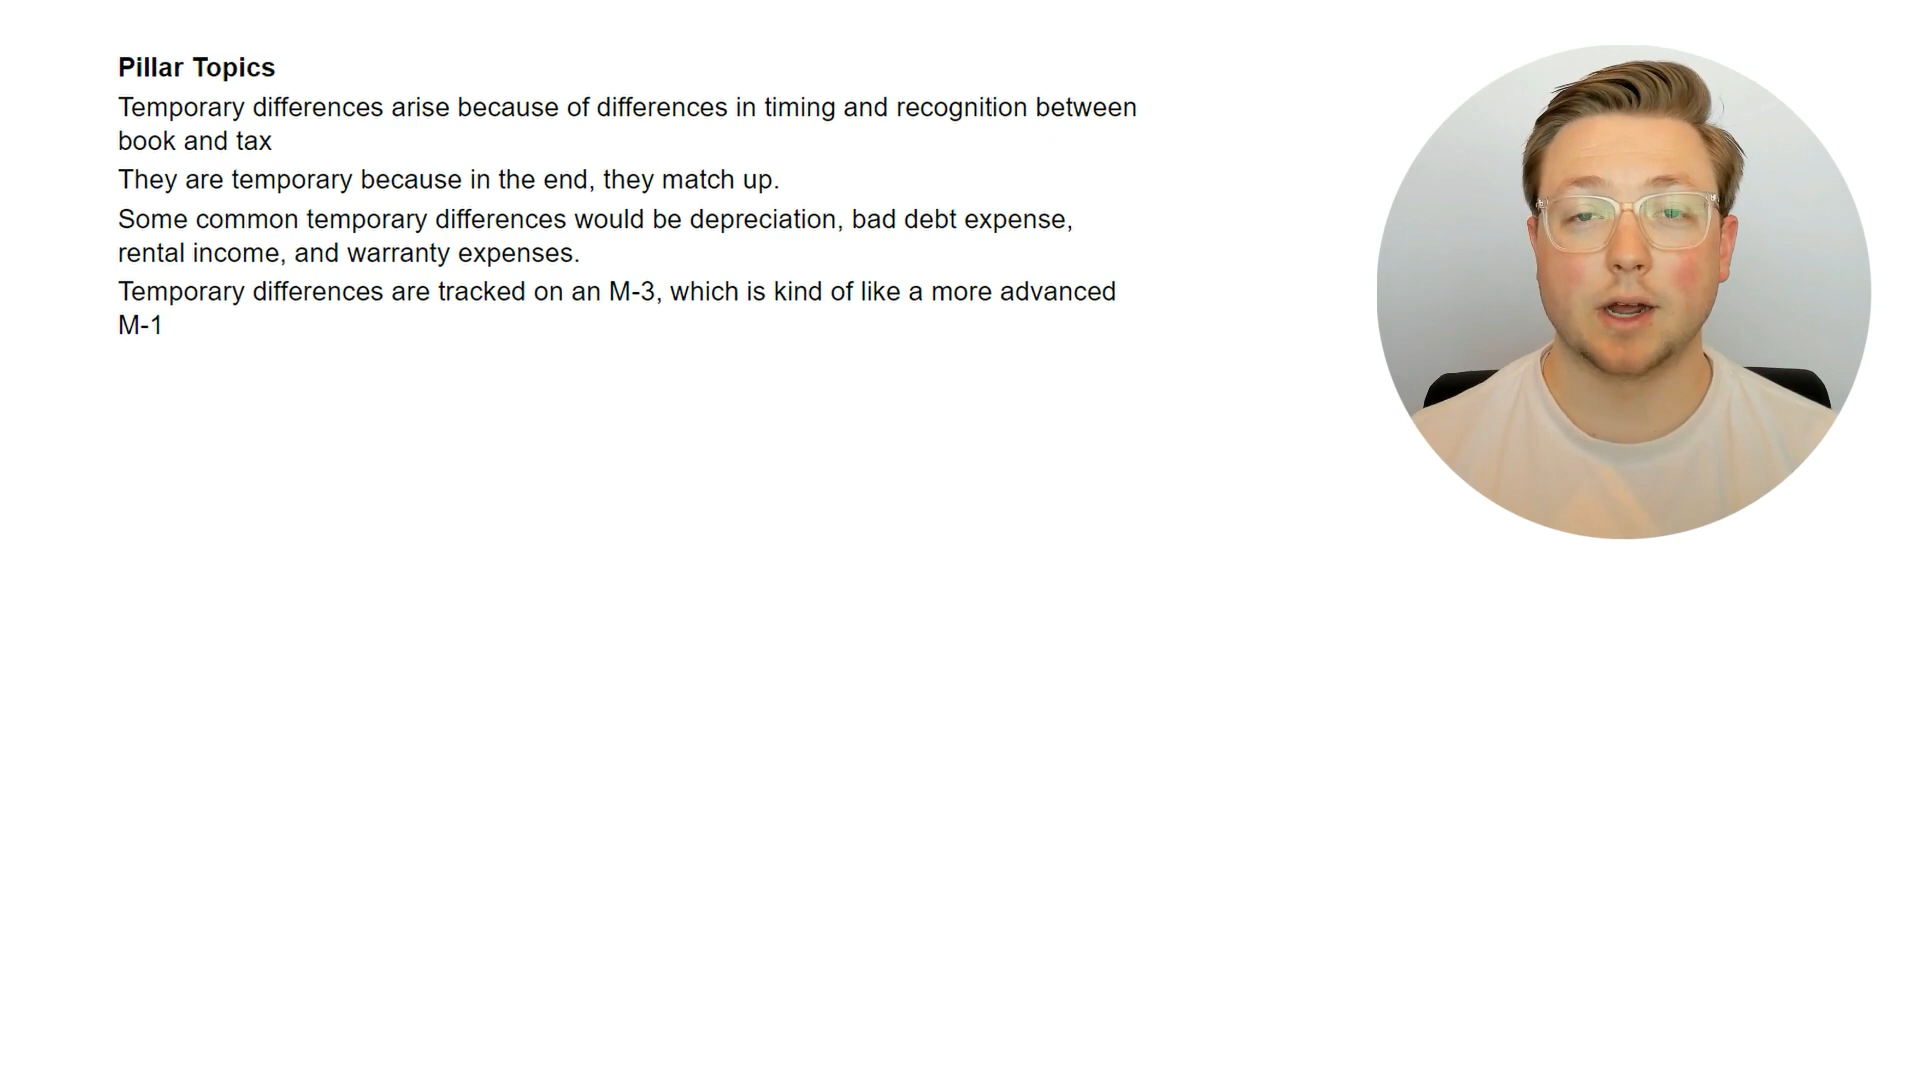 Pillar Topics
Temporary differences arise because of differences in timing and recognition between
book and tax
They are temporary because in the end, they match up.
Some common temporary differences would be depreciation, bad debt expense,
rental income, and warranty expenses.
Temporary differences are tracked on an M-3, which is kind of like a more advanced
M-1